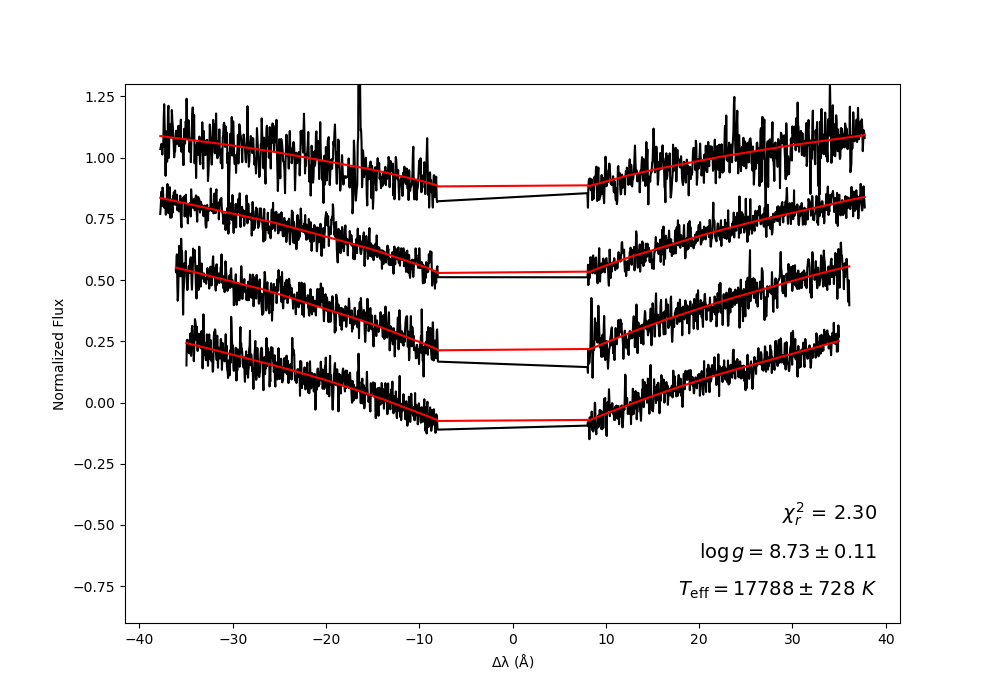 1.25
1.00
0.75
0.50
0.25
0.00
−0.25
−0.50
−0.75
Normalized Flux
χ²ᵣ = 2.30
log g = 8.73 ± 0.11
T_eff = 17788 ± 728 K
−40 −30 −20 −10 0 10 20 30 40
Δλ (Å)